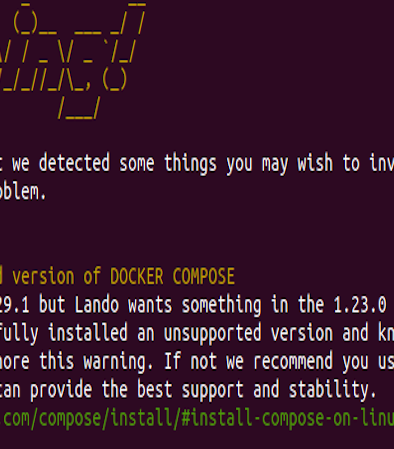 ing!
t we detected some things you may wish to inv
oblem.
d version of DOCKER COMPOSE
29.1 but Lando wants something in the 1.23.0
fully installed an unsupported version and kn
nore this warning. If not we recommend you us
can provide the best support and stability.
com/compose/install/#install-compose-on-linu